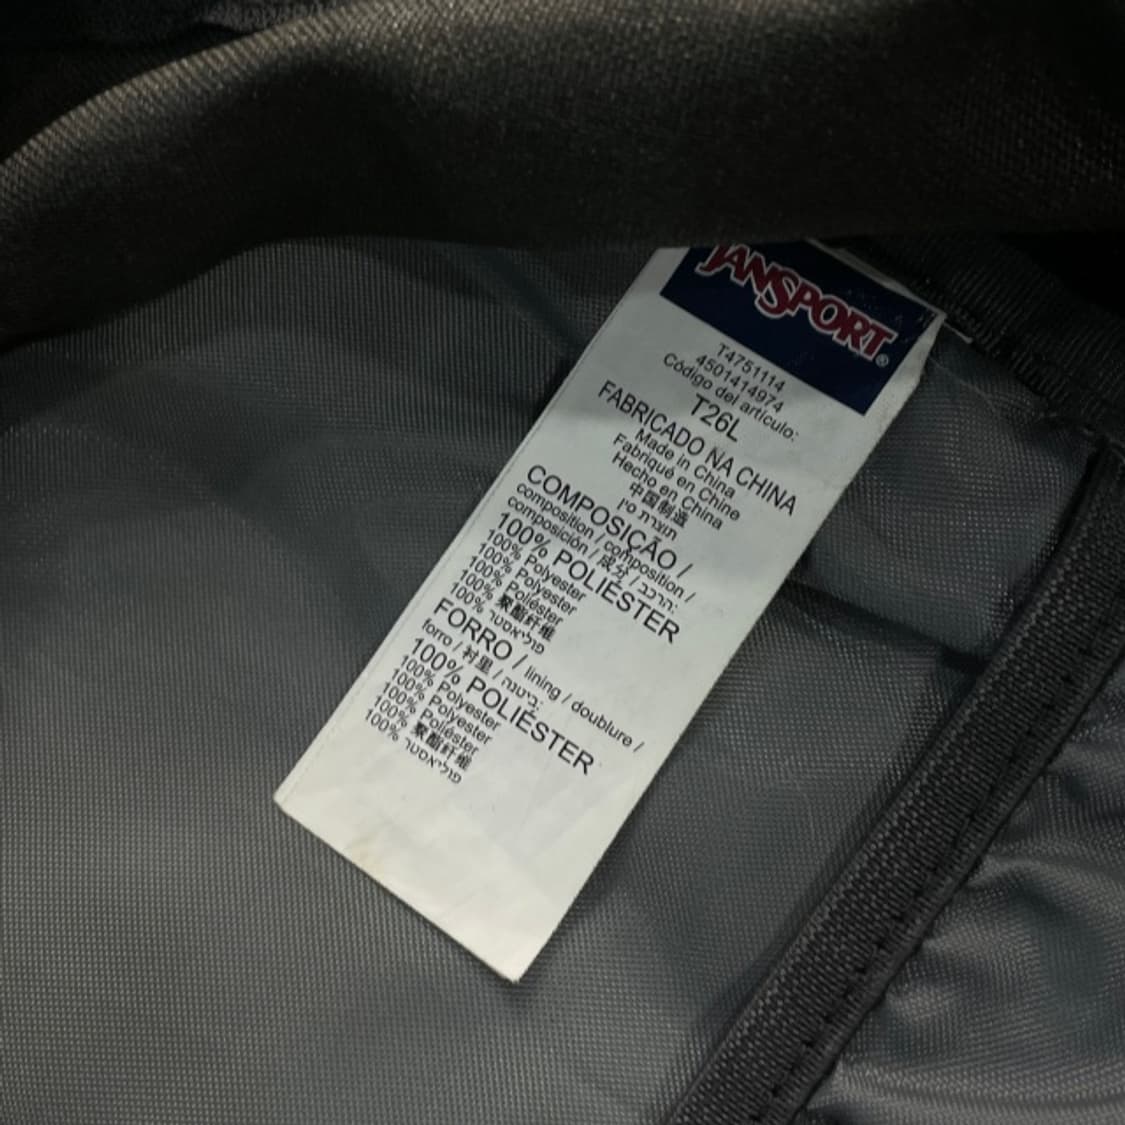 JANSPORT®
T4751114
4501414974
Código del artículo:
T26L
FABRICADO NA CHINA
Made in China
Fabriqué en Chine
Hecho en China
中国制造
תוצרת סין
COMPOSIÇÃO /
composition / composition /
composición / 成分 / הרכב:
100% POLIÉSTER
100% Polyester
100% Polyester
100% Poliéster
100% 聚酯纤维
100% פוליאסטר
FORRO / lining / doublure /
forro / 衬里 / ביטנה:
100% POLIÉSTER
100% Polyester
100% Polyester
100% Poliéster
100% 聚酯纤维
100% פוליאסטר